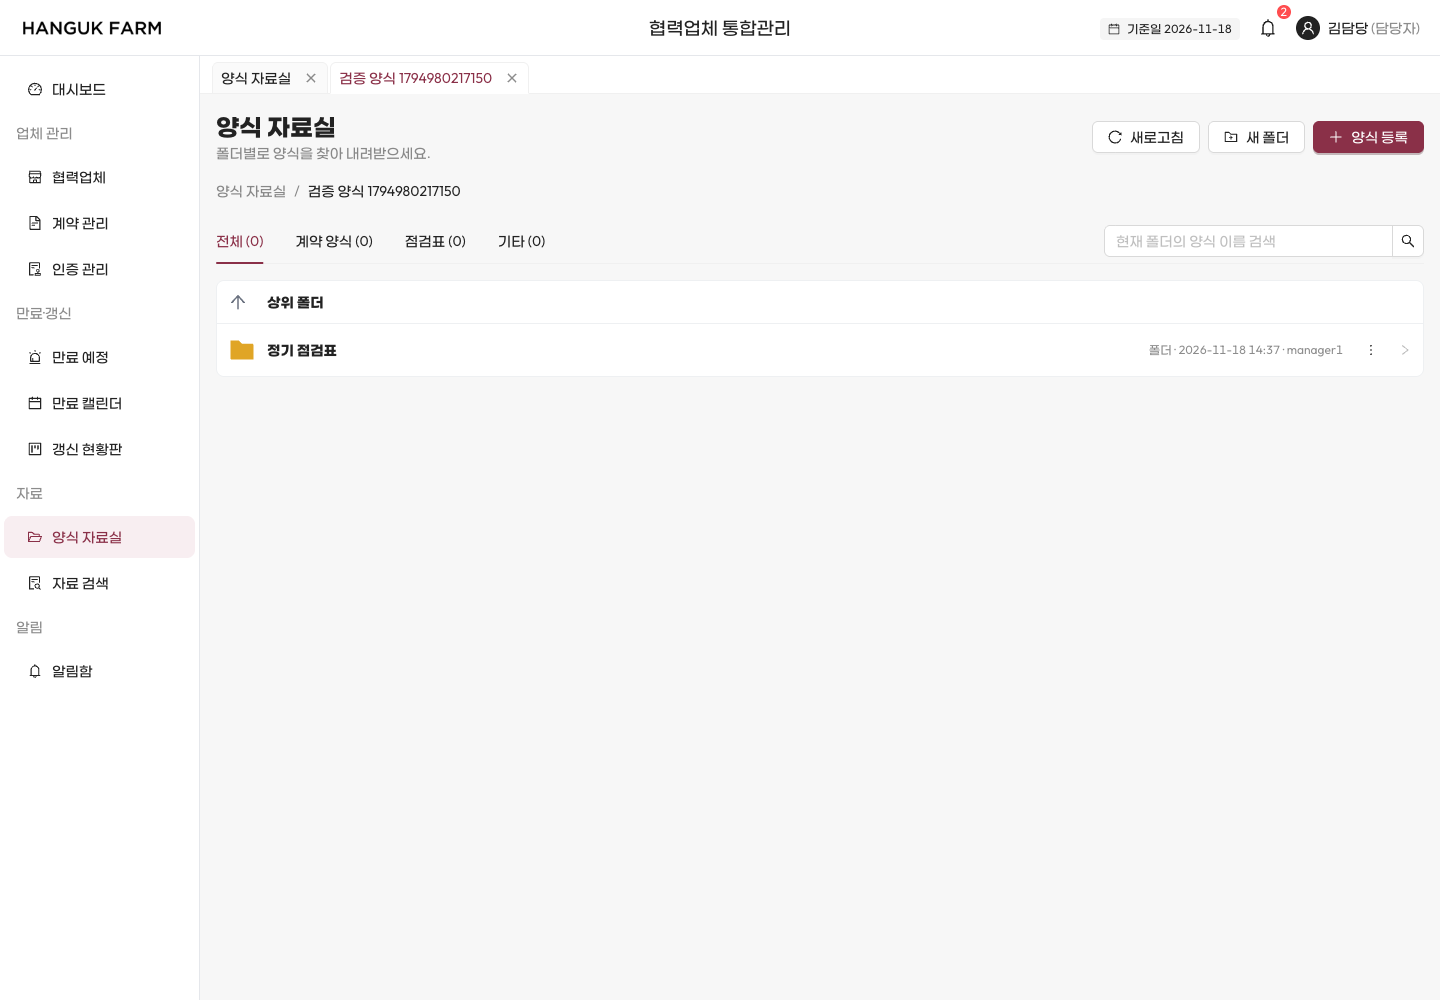 HANGUK FARM
협력업체 통합관리
기준일 2026-11-18
2
김담당 (담당자)
대시보드
업체 관리
협력업체
계약 관리
인증 관리
만료·갱신
만료 예정
만료 캘린더
갱신 현황판
자료
양식 자료실
자료 검색
알림
알림함
양식 자료실
검증 양식 1794980217150
양식 자료실
폴더별로 양식을 찾아 내려받으세요.
새로고침
새 폴더
양식 등록
양식 자료실 / 검증 양식 1794980217150
전체 (0)
계약 양식 (0)
점검표 (0)
기타 (0)
현재 폴더의 양식 이름 검색
상위 폴더
정기 점검표
폴더 · 2026-11-18 14:37 · manager1